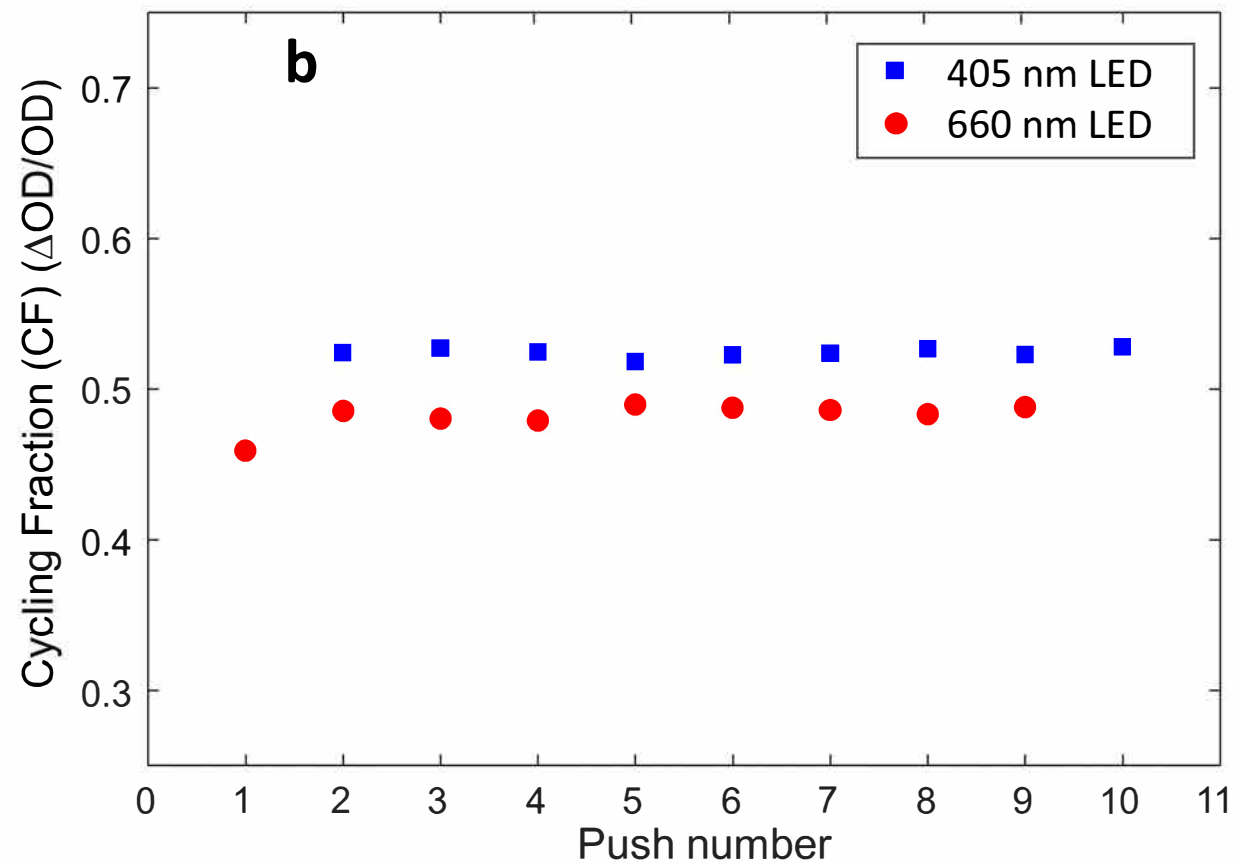 b
405 nm LED
660 nm LED
Cycling Fraction (CF) (ΔOD/OD)
0.7
0.6
0.5
0.4
0.3
0 1 2 3 4 5 6 7 8 9 10 11
Push number